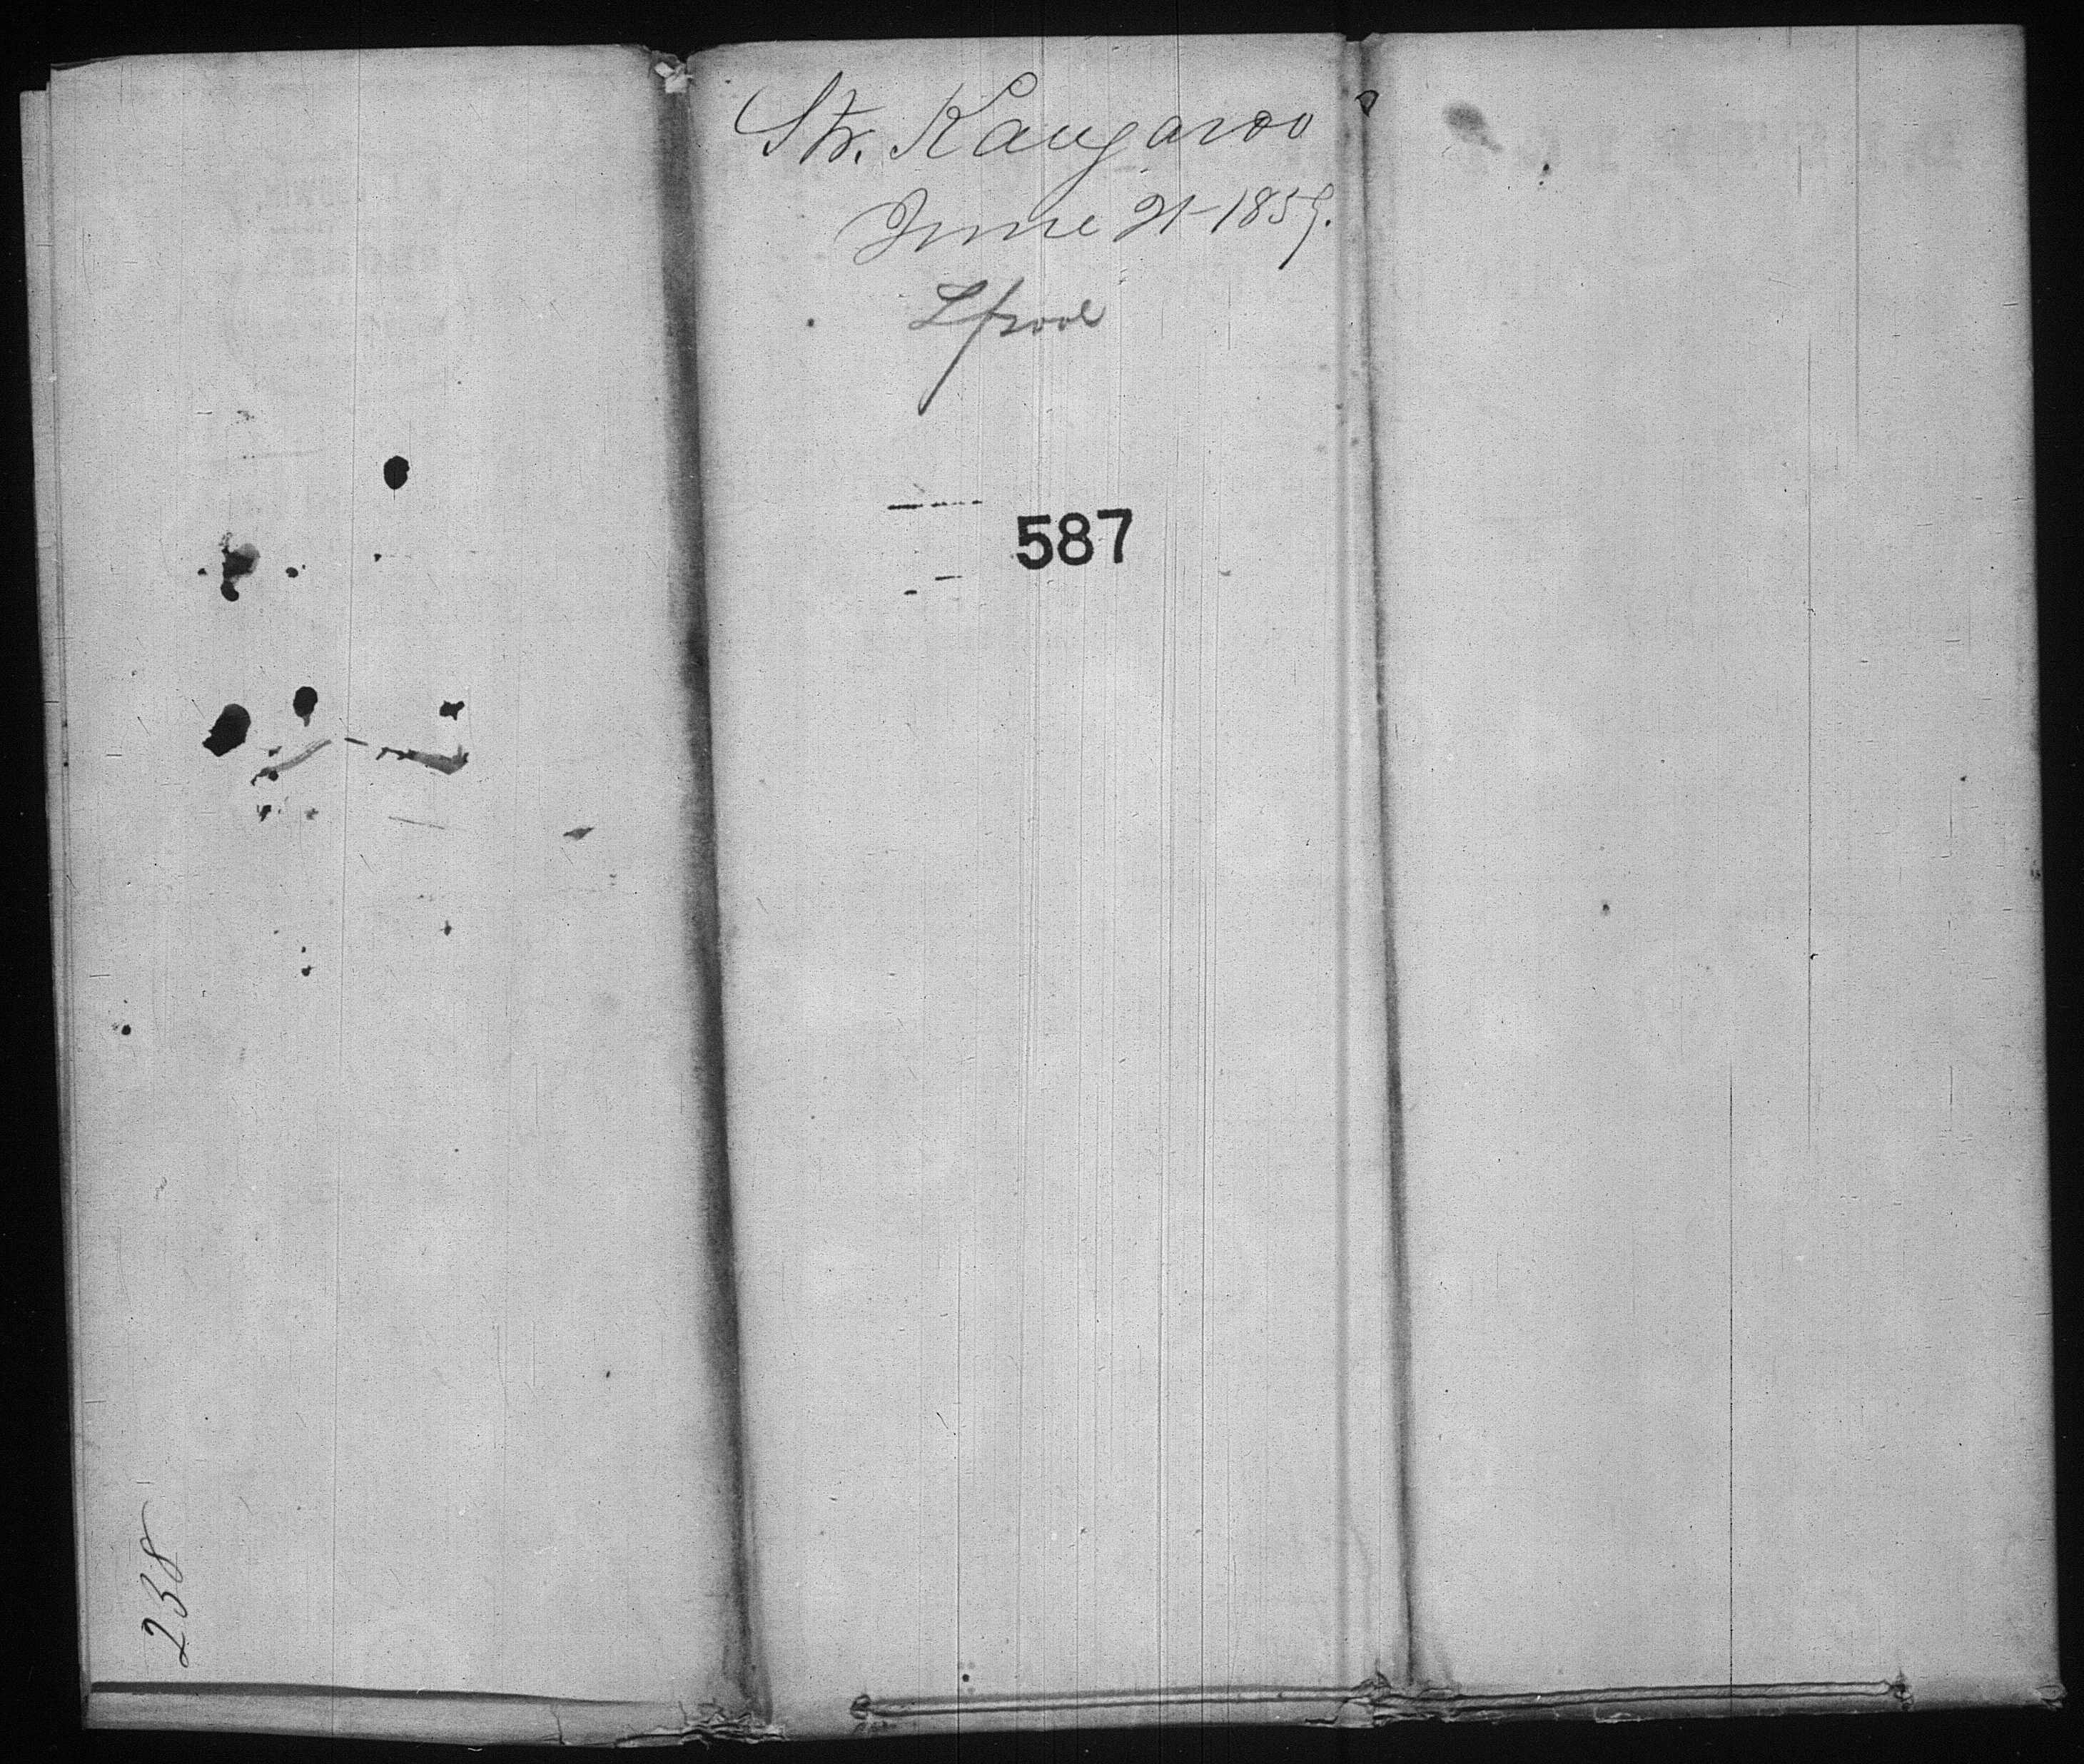 Str. Kangaroo
June 21-1859.
Lpool
587
238